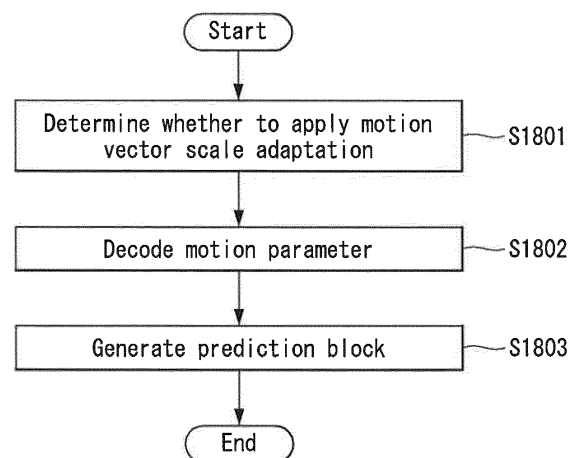 Start
Determine whether to apply motion
vector scale adaptation
S1801
Decode motion parameter
S1802
Generate prediction block
S1803
End